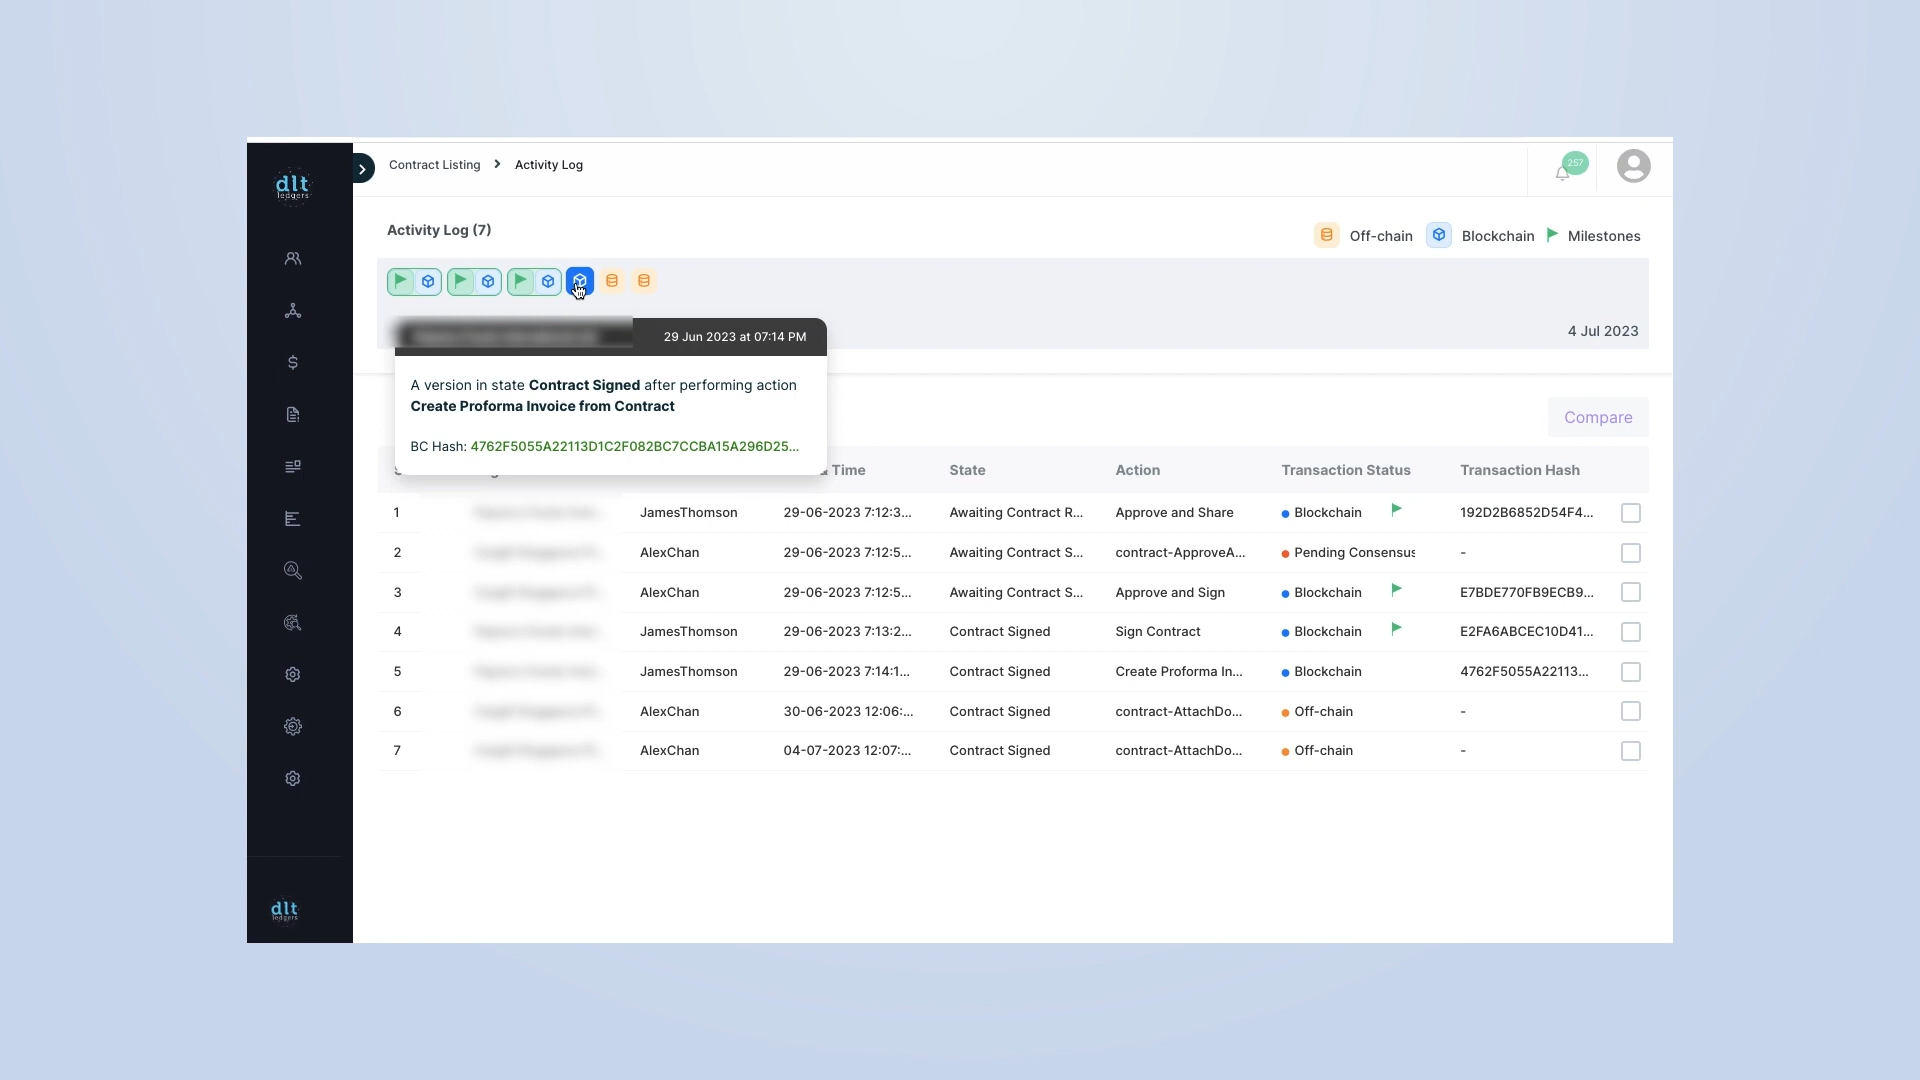 dlt
ledgers
Contract Listing > Activity Log
257
Activity Log (7)
Off-chain Blockchain Milestones
29 Jun 2023 at 07:14 PM
4 Jul 2023
A version in state Contract Signed after performing action
Create Proforma Invoice from Contract
BC Hash: 4762F5055A22113D1C2F082BC7CCBA15A296D25...
Compare
Time State Action Transaction Status Transaction Hash
1 JamesThomson 29-06-2023 7:12:3... Awaiting Contract R... Approve and Share Blockchain 192D2B6852D54F4...
2 AlexChan 29-06-2023 7:12:5... Awaiting Contract S... contract-ApproveA... Pending Consensus -
3 AlexChan 29-06-2023 7:12:5... Awaiting Contract S... Approve and Sign Blockchain E7BDE770FB9ECB9...
4 JamesThomson 29-06-2023 7:13:2... Contract Signed Sign Contract Blockchain E2FA6ABCEC10D41...
5 JamesThomson 29-06-2023 7:14:1... Contract Signed Create Proforma In... Blockchain 4762F5055A22113...
6 AlexChan 30-06-2023 12:06:... Contract Signed contract-AttachDo... Off-chain -
7 AlexChan 04-07-2023 12:07:... Contract Signed contract-AttachDo... Off-chain -
dlt
ledgers